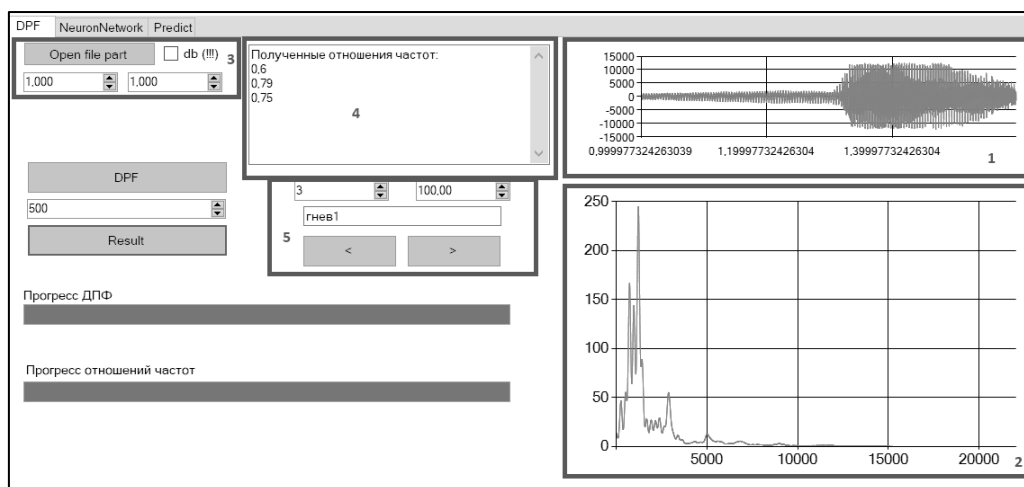 DPF NeuronNetwork Predict
Open file part db (!!!) 3
1,000 1,000
Полученные отношения частот:
0,6
0,79
0,75
4
15000
10000
5000
0
-5000
-10000
-15000
0,999977324263039 1,19997732426304 1,39997732426304
1
DPF
500
Result
3 100,00
гнев1
5 < >
Прогресс ДПФ
Прогресс отношений частот
250
200
150
100
50
0
5000 10000 15000 20000
2